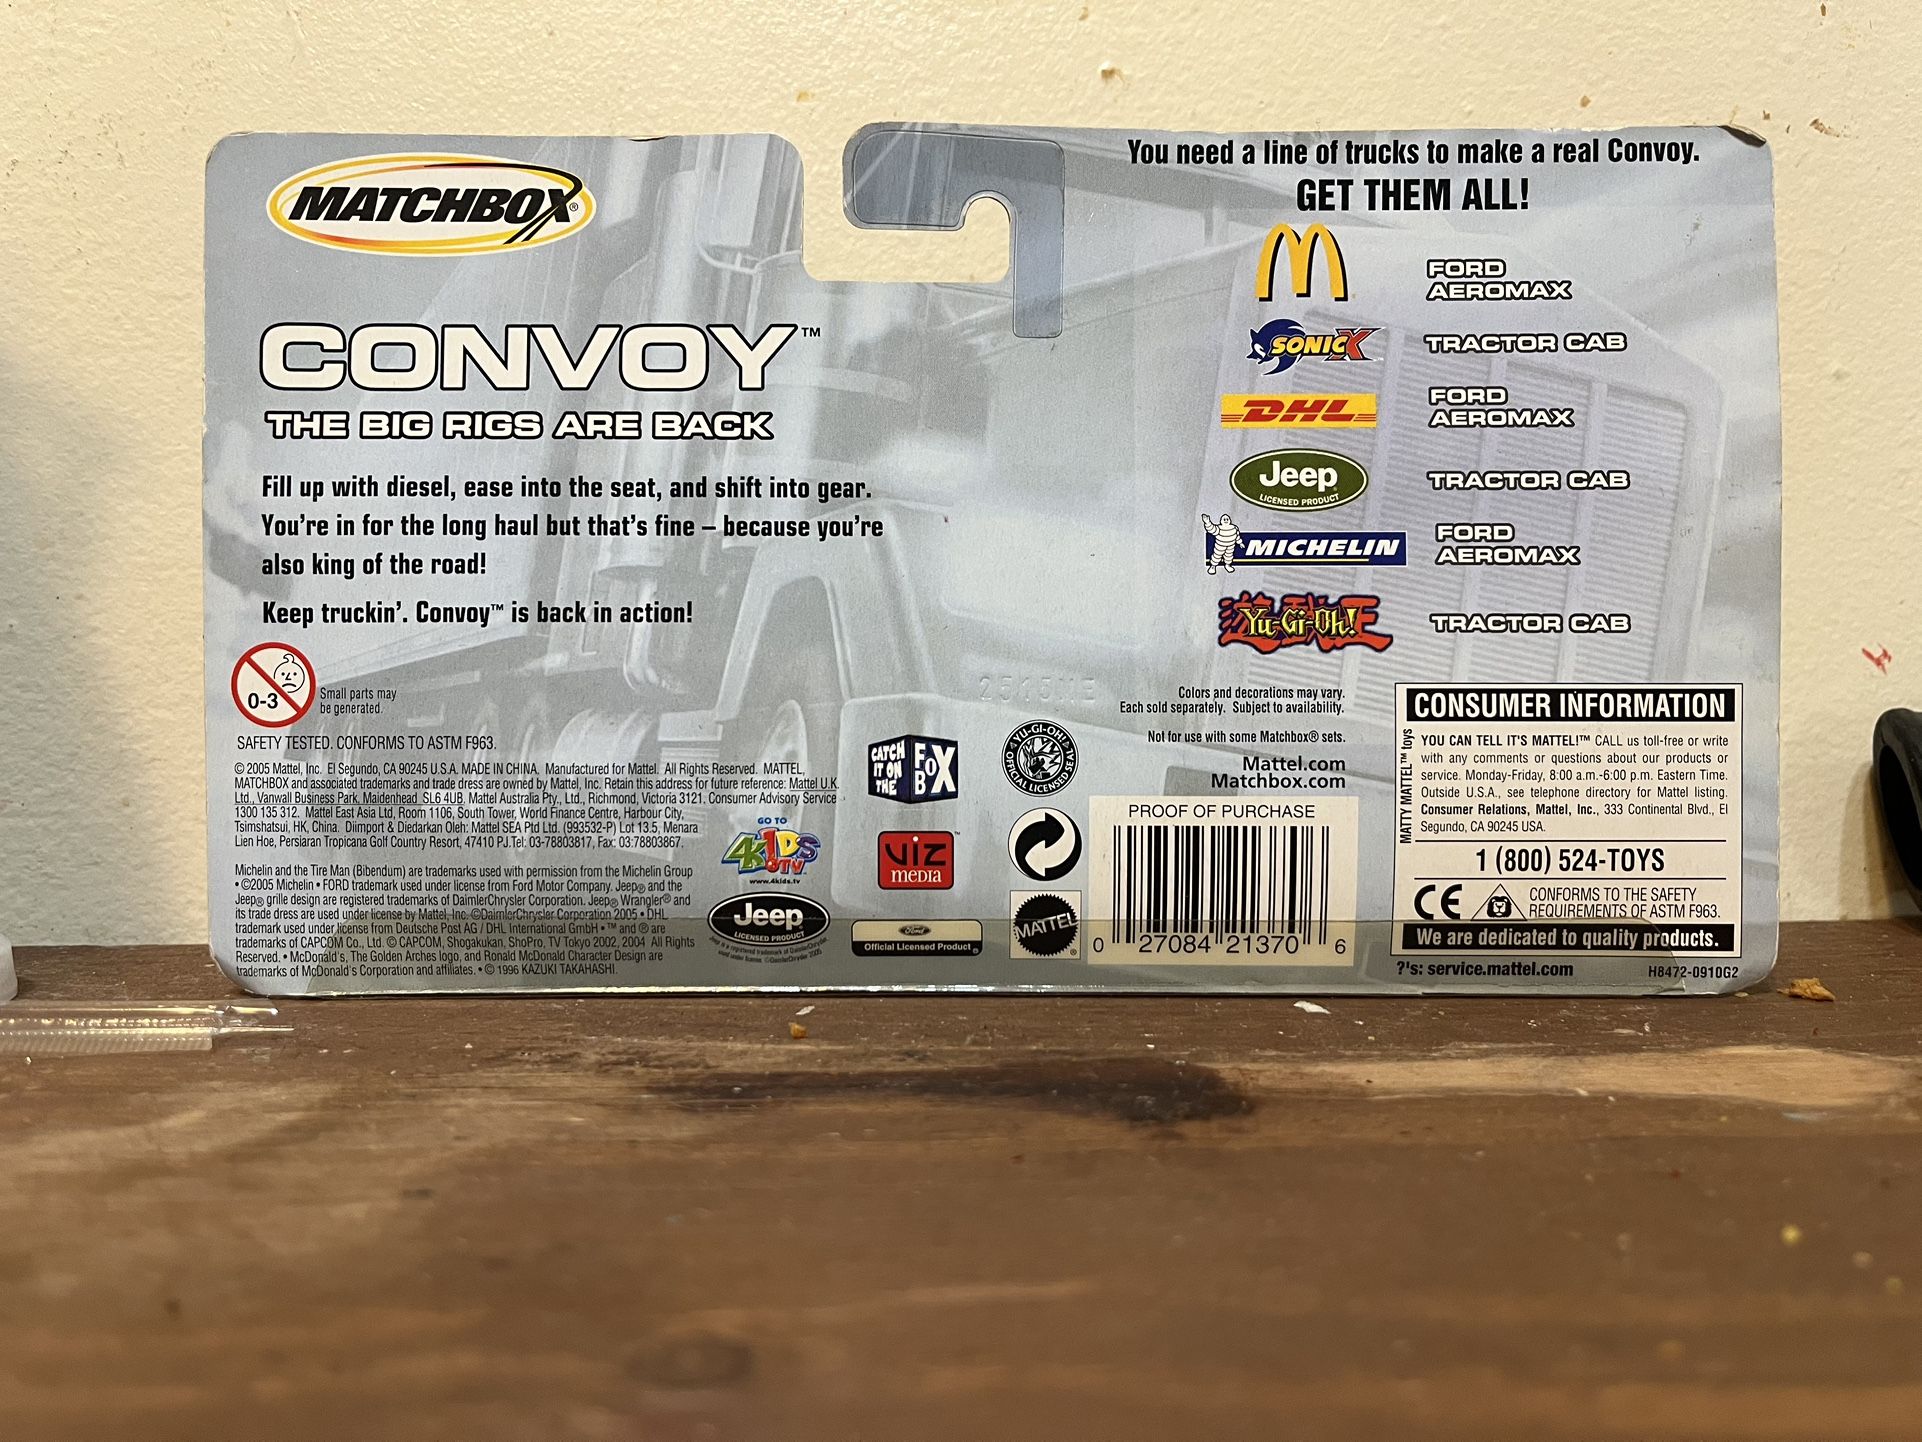 MATCHBOX®
CONVOY™
THE BIG RIGS ARE BACK
Fill up with diesel, ease into the seat, and shift into gear.
You're in for the long haul but that's fine – because you're
also king of the road!
Keep truckin'. Convoy™ is back in action!
0-3
Small parts may
be generated.
SAFETY TESTED. CONFORMS TO ASTM F963.
© 2005 Mattel, Inc. El Segundo, CA 90245 U.S.A. MADE IN CHINA. Manufactured for Mattel. All Rights Reserved. MATTEL,
MATCHBOX and associated trademarks and trade dress are owned by Mattel, Inc. Retain this address for future reference: Mattel U.K.
Ltd., Vanwall Business Park, Maidenhead SL6 4UB. Mattel Australia Pty., Ltd., Richmond, Victoria 3121. Consumer Advisory Service -
1300 135 312. Mattel East Asia Ltd, Room 1106, South Tower, World Finance Centre, Harbour City,
Tsimshatsui, HK, China. Diimport & Diedarkan Oleh: Mattel SEA Ptd Ltd. (993532-P) Lot 13.5, Menara
Lien Hoe, Persiaran Tropicana Golf Country Resort, 47410 PJ.Tel: 03-78803817, Fax: 03:78803867.
Michelin and the Tire Man (Bibendum) are trademarks used with permission from the Michelin Group
• ©2005 Michelin • FORD trademark used under license from Ford Motor Company. Jeep® and the
Jeep® grille design are registered trademarks of DaimlerChrysler Corporation. Jeep® Wrangler® and
its trade dress are used under license by Mattel, Inc. ©DaimlerChrysler Corporation 2005 • DHL
trademark used under license from Deutsche Post AG / DHL International GmbH • ™ and ® are
trademarks of CAPCOM Co., Ltd. © CAPCOM, Shogakukan, ShoPro, TV Tokyo 2002, 2004 All Rights
Reserved. • McDonald's, The Golden Arches logo, and Ronald McDonald Character Design are
trademarks of McDonald's Corporation and affiliates. • © 1996 KAZUKI TAKAHASHI.
GO TO
4KIDS
TV
www.4kids.tv
Jeep
LICENSED PRODUCT
CATCH
IT ON
THE
FOX
BOX
VIZ
MEDIA
Ford
Official Licensed Product
YU-GI-OH!
OFFICIAL LICENSED SEAL
MATTEL
You need a line of trucks to make a real Convoy.
GET THEM ALL!
M
FORD
AEROMAX
SONIC X
TRACTOR CAB
DHL
FORD
AEROMAX
Jeep
LICENSED PRODUCT
TRACTOR CAB
MICHELIN
FORD
AEROMAX
Yu-Gi-Oh!
TRACTOR CAB
Colors and decorations may vary.
Each sold separately. Subject to availability.
Not for use with some Matchbox® sets.
Mattel.com
Matchbox.com
PROOF OF PURCHASE
0 27084 21370 6
CONSUMER INFORMATION
MATTY MATTEL™ toys
YOU CAN TELL IT'S MATTEL!™ CALL us toll-free or write
with any comments or questions about our products or
service. Monday-Friday, 8:00 a.m.-6:00 p.m. Eastern Time.
Outside U.S.A., see telephone directory for Mattel listing.
Consumer Relations, Mattel, Inc., 333 Continental Blvd., El
Segundo, CA 90245 USA.
1 (800) 524-TOYS
CE
CONFORMS TO THE SAFETY
REQUIREMENTS OF ASTM F963.
We are dedicated to quality products.
?'s: service.mattel.com
H8472-0910G2